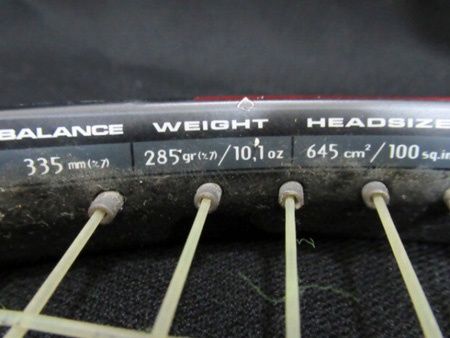 BALANCE WEIGHT HEADSIZE
335 mm (±7) 285 gr (±7) / 10,1 oz 645 cm² / 100 sq.in